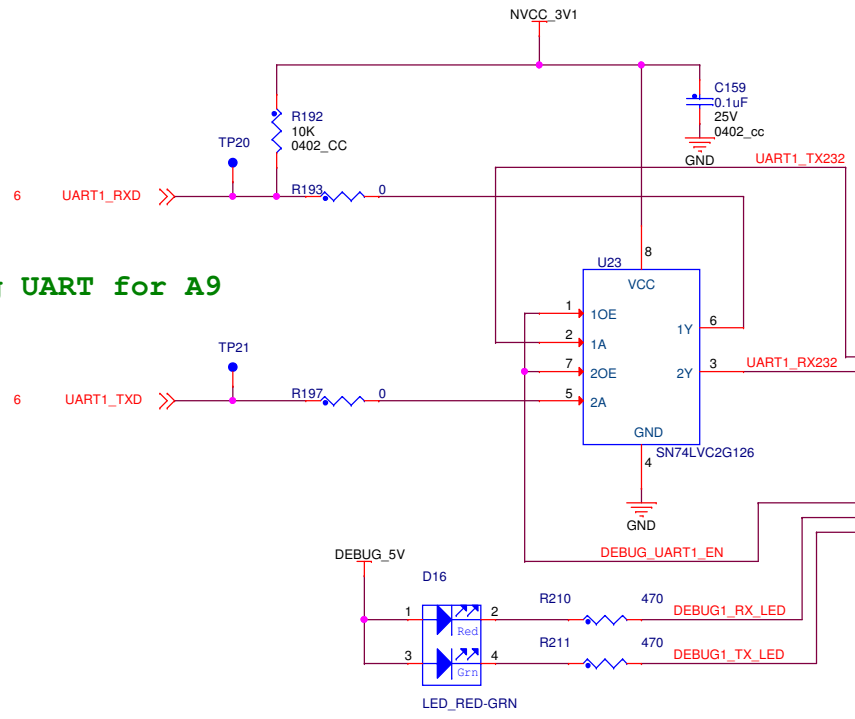 NVCC_3V1
C159
0.1uF
25V
0402_cc
GND
R192
10K
0402_CC
TP20
UART1_TX232
6 UART1_RXD R193 0
UART for A9
U23
8
VCC
1 1OE
2 1A
7 2OE
5 2A
1Y 6
2Y 3 UART1_RX232
GND
SN74LVC2G126
4
GND
TP21
6 UART1_TXD R197 0
DEBUG_UART1_EN
DEBUG_5V
D16
1 Red 2
3 Grn 4
LED_RED-GRN
R210 470 DEBUG1_RX_LED
R211 470 DEBUG1_TX_LED